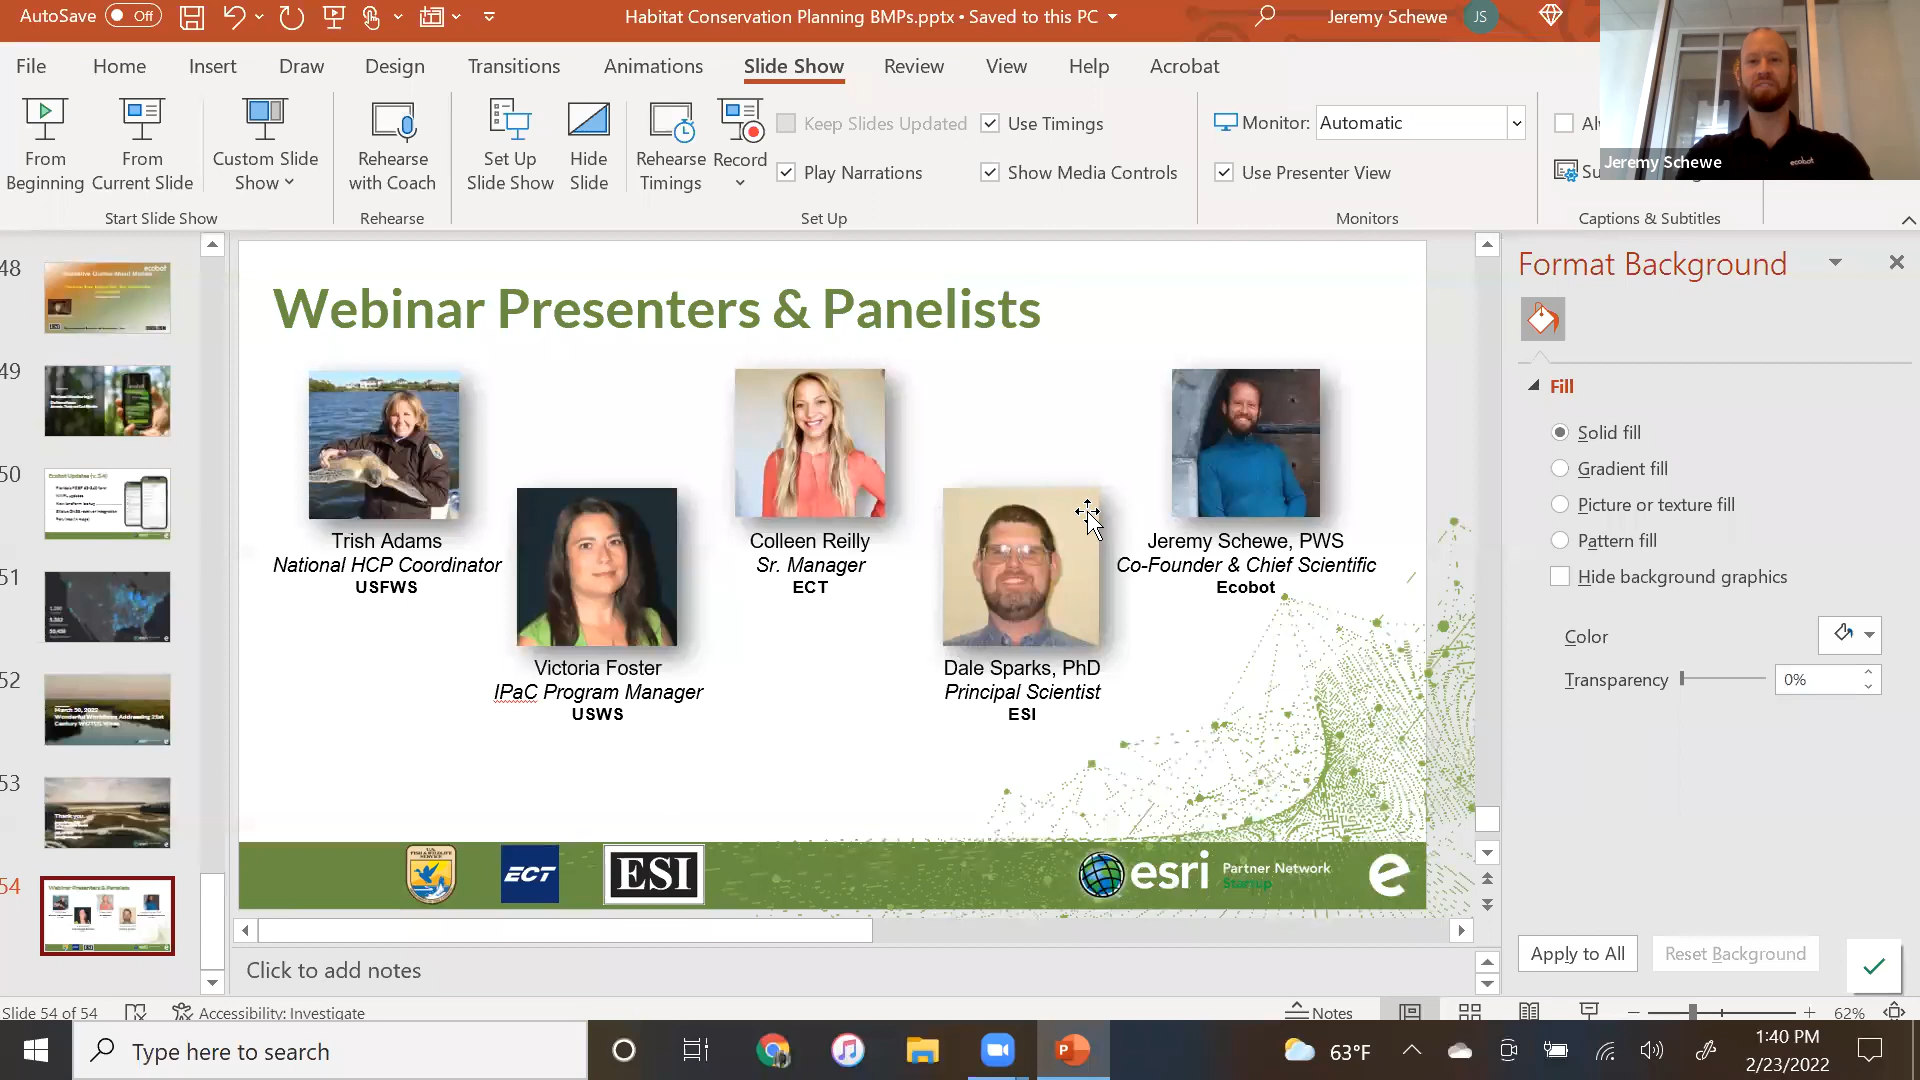 AutoSave Off
Habitat Conservation Planning BMPs.pptx • Saved to this PC
Jeremy Schewe JS
File Home Insert Draw Design Transitions Animations Slide Show Review View Help Acrobat
From Beginning
From Current Slide
Custom Slide Show
Start Slide Show
Rehearse with Coach
Rehearse
Set Up Slide Show
Hide Slide
Rehearse Timings
Record
Keep Slides Updated
Use Timings
Play Narrations
Show Media Controls
Set Up
Monitor: Automatic
Use Presenter View
Monitors
Captions & Subtitles
ecobot
Jeremy Schewe
48
49
50
51
52
53
54
Webinar Presenters & Panelists
Trish Adams
National HCP Coordinator
USFWS
Victoria Foster
IPaC Program Manager
USWS
Colleen Reilly
Sr. Manager
ECT
Dale Sparks, PhD
Principal Scientist
ESI
Jeremy Schewe, PWS
Co-Founder & Chief Scientific
Ecobot
U.S. FISH & WILDLIFE SERVICE
ECT
ESI
esri Partner Network
Startup
e
Click to add notes
Format Background
Fill
Solid fill
Gradient fill
Picture or texture fill
Pattern fill
Hide background graphics
Color
Transparency 0%
Apply to All
Reset Background
Slide 54 of 54
Accessibility: Investigate
Notes
62%
Type here to search
63°F
1:40 PM
2/23/2022